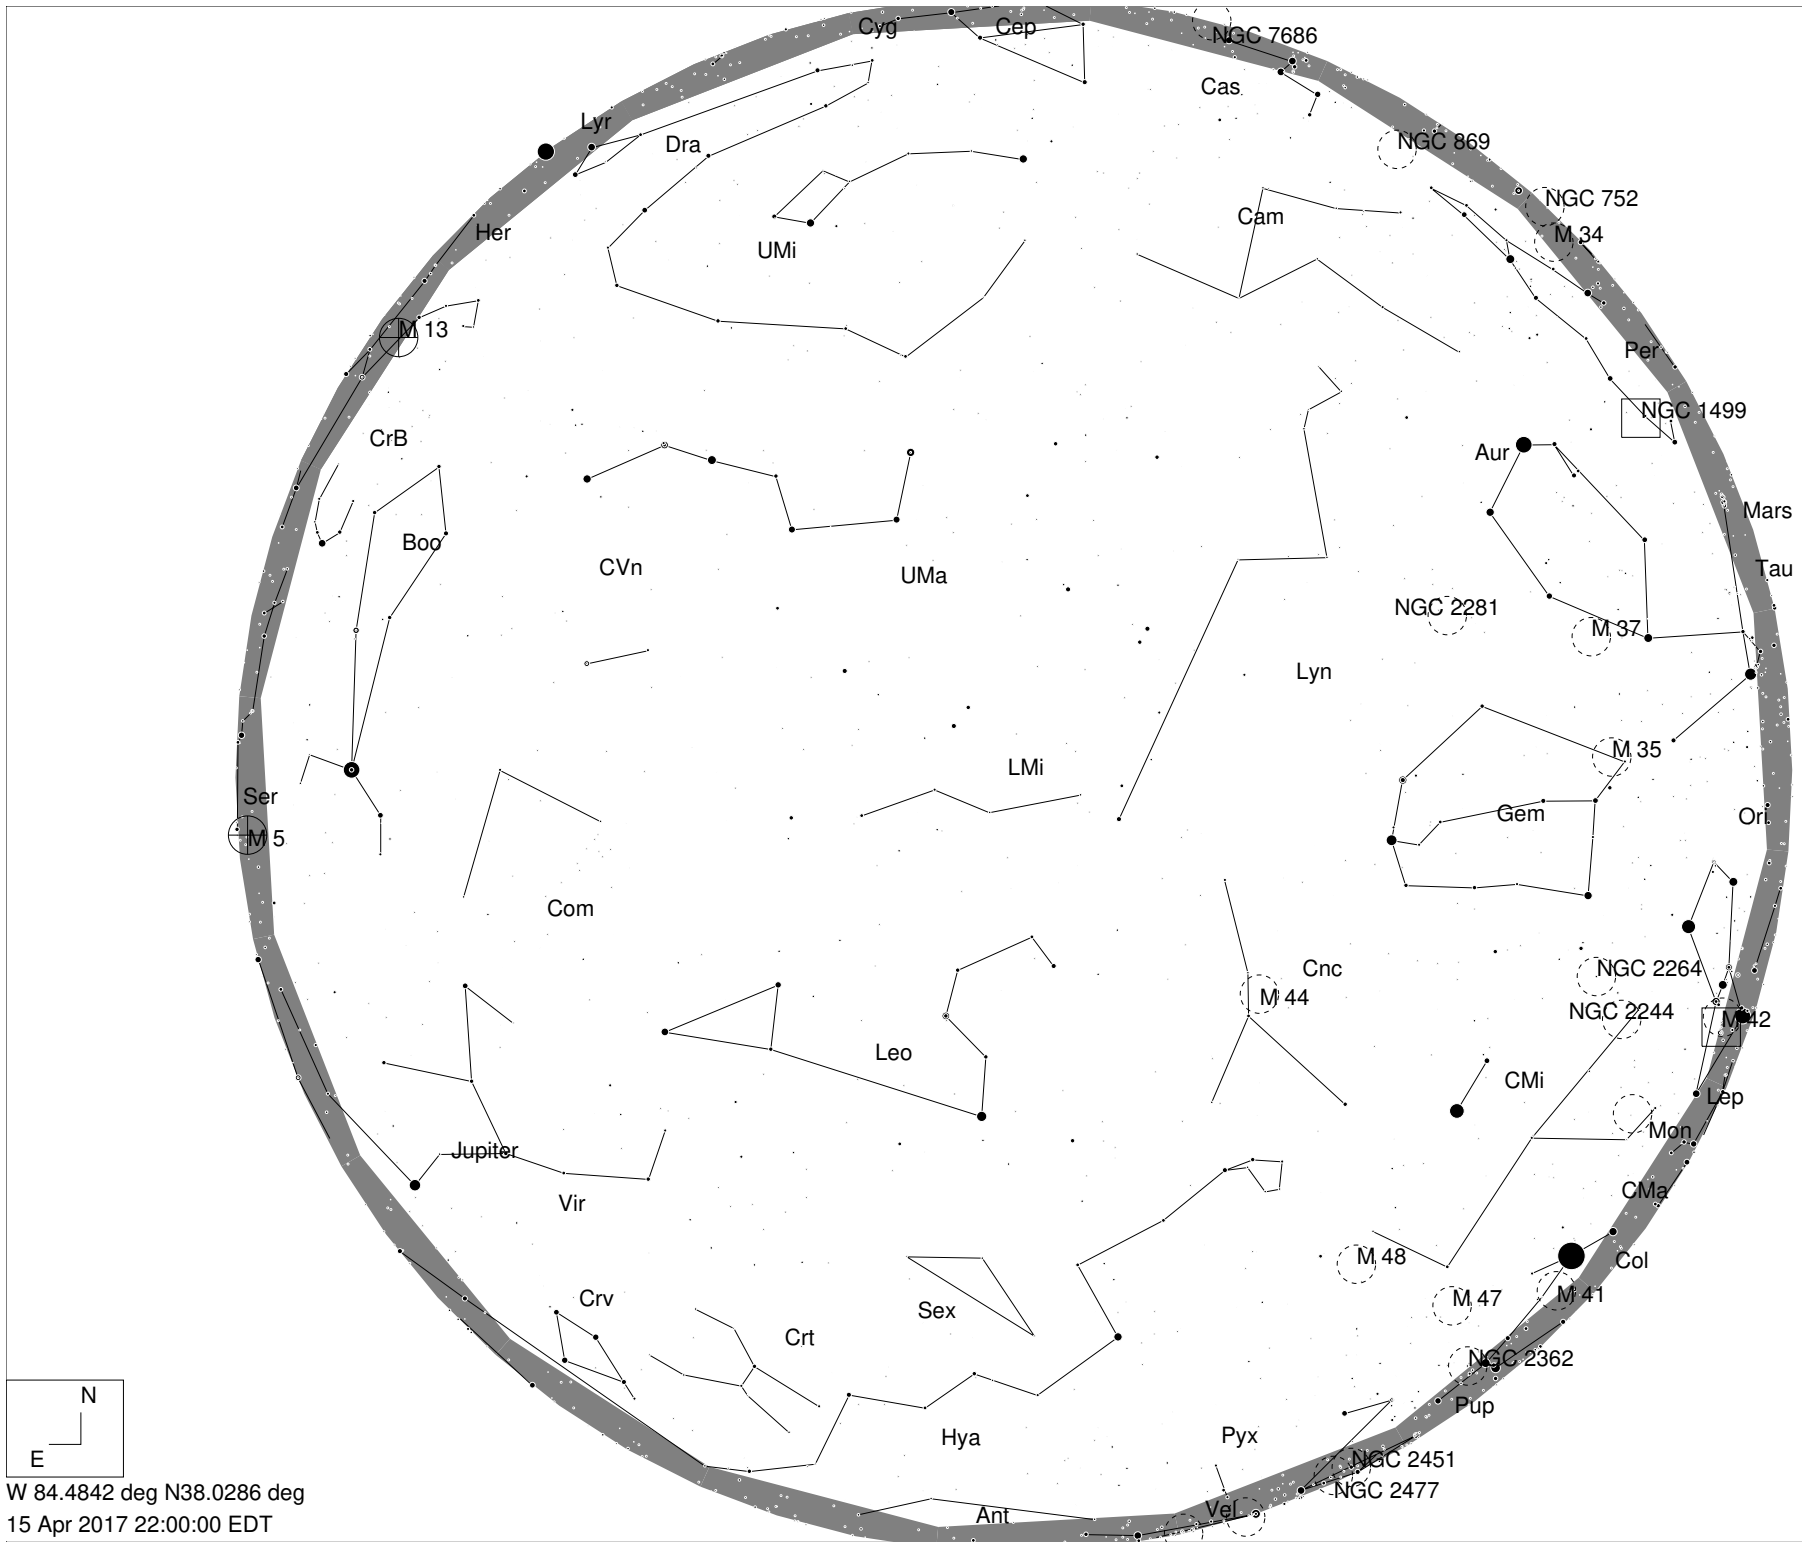 Cyg
Cep
NGC 7686
Cas
Lyr
Dra
NGC 869
NGC 752
M 34
Cam
Her
UMi
M 13
Per
NGC 1499
CrB
Aur
Mars
Boo
CVn
UMa
Tau
NGC 2281
M 37
Lyn
M 35
LMi
Ser
Gem
Ori
M 5
Com
Cnc
NGC 2264
M 44
NGC 2244
M 42
Leo
CMi
Lep
Mon
Jupiter
Vir
CMa
M 48
Col
Crv
M 47
M 41
Sex
Crt
NGC 2362
Pup
Hya
Pyx
NGC 2451
NGC 2477
Vel
Ant
N
E
W 84.4842 deg N38.0286 deg
15 Apr 2017 22:00:00 EDT